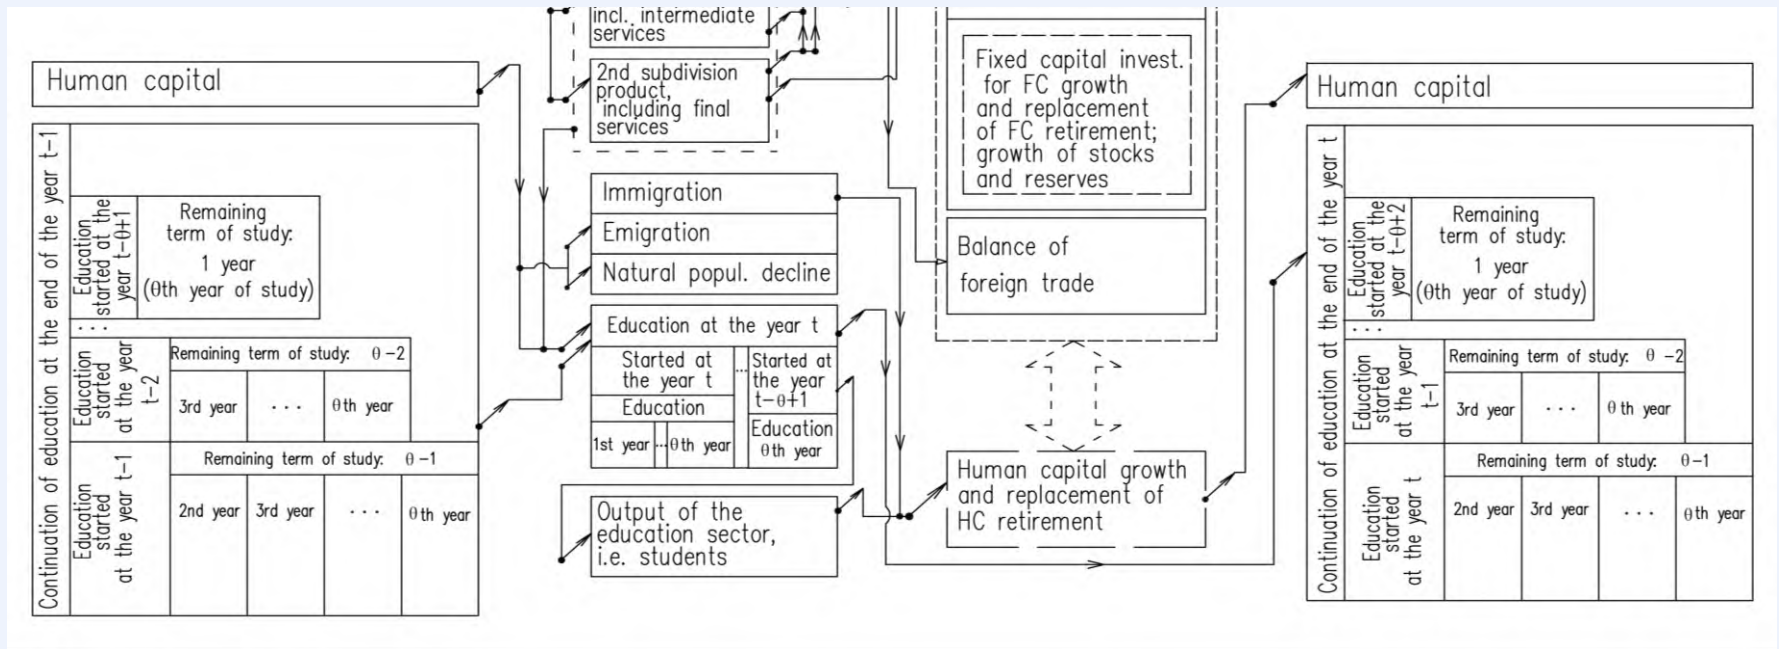 Human capital
Continuation of education at the end of the year t−1
Education
started at the
year t−θ+1
Remaining
term of study:
1 year
(θth year of study)
...
Education
started
at the year
t−2
Remaining term of study: θ−2
3rd year
...
θth year
Education
started
at the year t−1
Remaining term of study: θ−1
2nd year
3rd year
...
θth year
incl. intermediate
services
2nd subdivision
product,
including final
services
Immigration
Emigration
Natural popul. decline
Education at the year t
Started at
the year t
...
Started at
the year
t−θ+1
Education
1st year
...
θth year
Education
θth year
Output of the
education sector,
i.e. students
Fixed capital invest.
for FC growth
and replacement
of FC retirement;
growth of stocks
and reserves
Balance of
foreign trade
Human capital growth
and replacement of
HC retirement
Human capital
Continuation of education at the end of the year t
Education
started at the
year t−θ+2
Remaining
term of study:
1 year
(θth year of study)
...
Education
started
at the year
t−1
Remaining term of study: θ−2
3rd year
...
θth year
Education
started
at the year t
Remaining term of study: θ−1
2nd year
3rd year
...
θth year